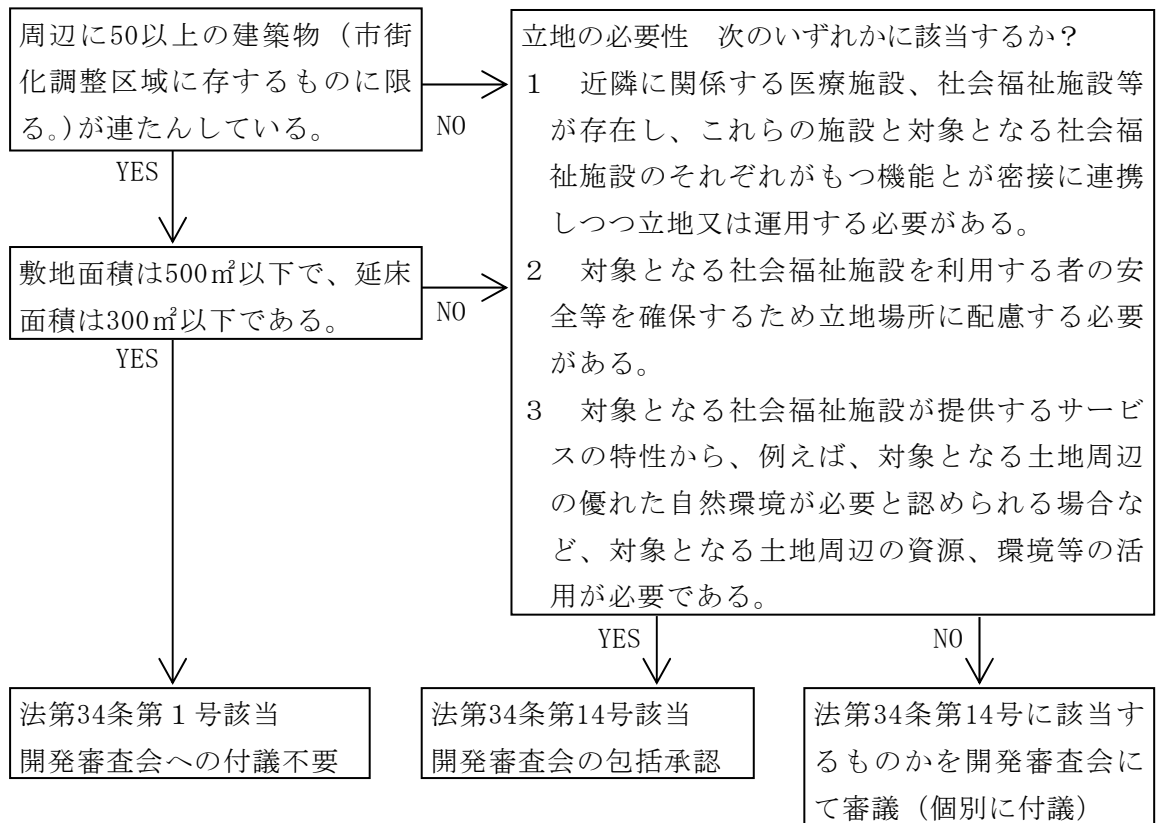 周辺に50以上の建築物（市街
化調整区域に存するものに限
る。）が連たんしている。
NO
YES
敷地面積は500㎡以下で、延床
面積は300㎡以下である。
NO
YES
立地の必要性　次のいずれかに該当するか？
１　近隣に関係する医療施設、社会福祉施設等
が存在し、これらの施設と対象となる社会福
祉施設のそれぞれがもつ機能とが密接に連携
しつつ立地又は運用する必要がある。
２　対象となる社会福祉施設を利用する者の安
全等を確保するため立地場所に配慮する必要
がある。
３　対象となる社会福祉施設が提供するサービ
スの特性から、例えば、対象となる土地周辺
の優れた自然環境が必要と認められる場合な
ど、対象となる土地周辺の資源、環境等の活
用が必要である。
YES
NO
法第34条第１号該当
開発審査会への付議不要
法第34条第14号該当
開発審査会の包括承認
法第34条第14号に該当す
るものかを開発審査会に
て審議（個別に付議）